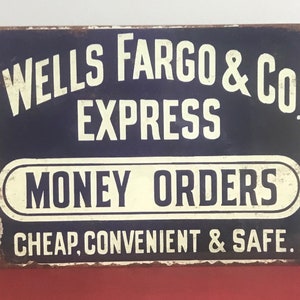 WELLS FARGO & CO
EXPRESS
MONEY ORDERS
CHEAP, CONVENIENT & SAFE.